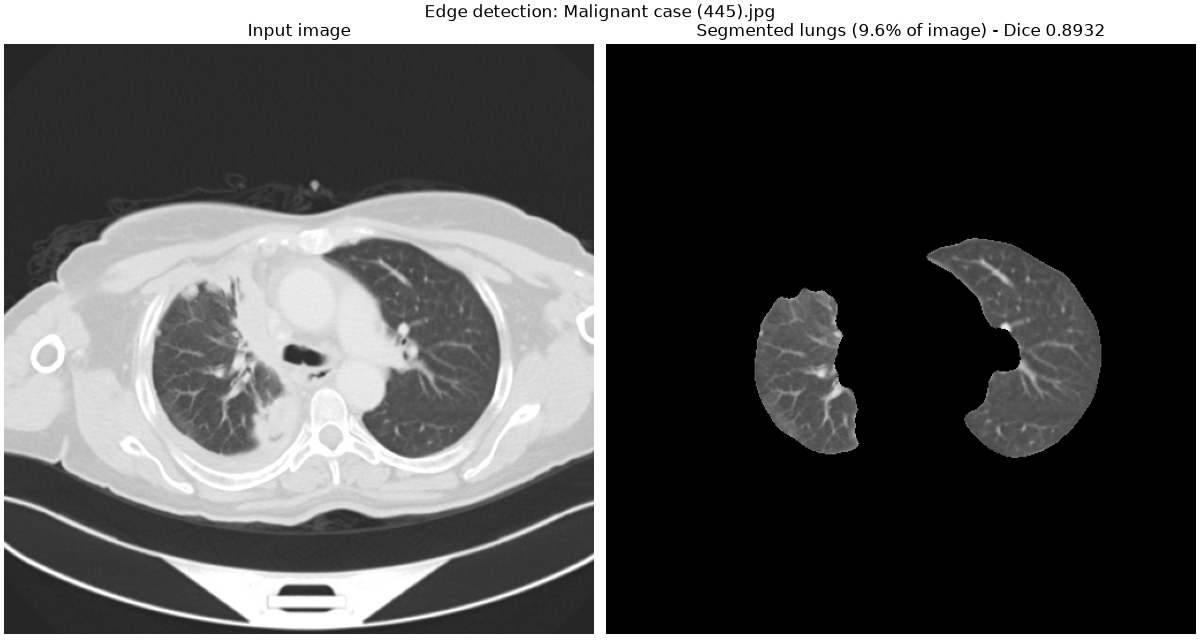 Edge detection: Malignant case (445).jpg
Input image
Segmented lungs (9.6% of image) - Dice 0.8932